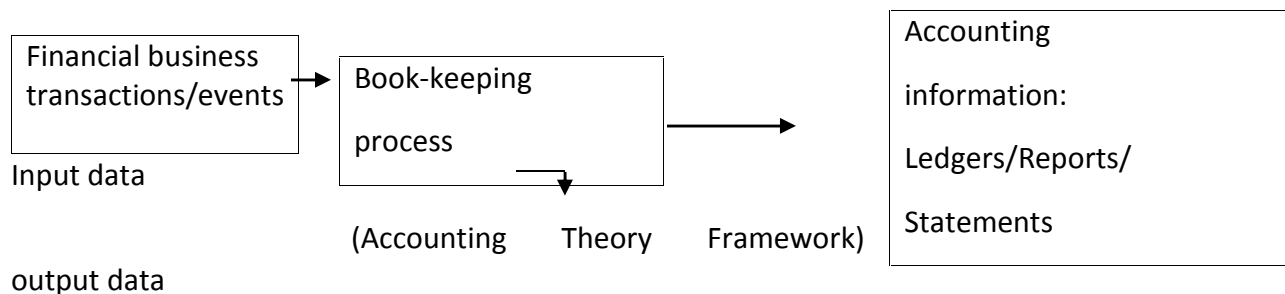 Financial business
transactions/events
Input data
Book-keeping
process
(Accounting Theory Framework)
Accounting
information:
Ledgers/Reports/
Statements
output data